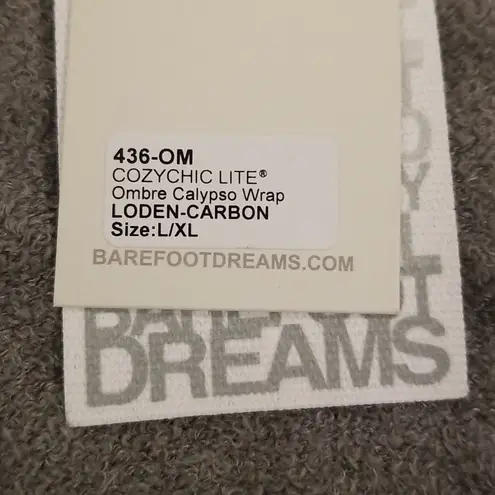 436-OM
COZYCHIC LITE®
Ombre Calypso Wrap
LODEN-CARBON
Size:L/XL
BAREFOOTDREAMS.COM
DREAMS